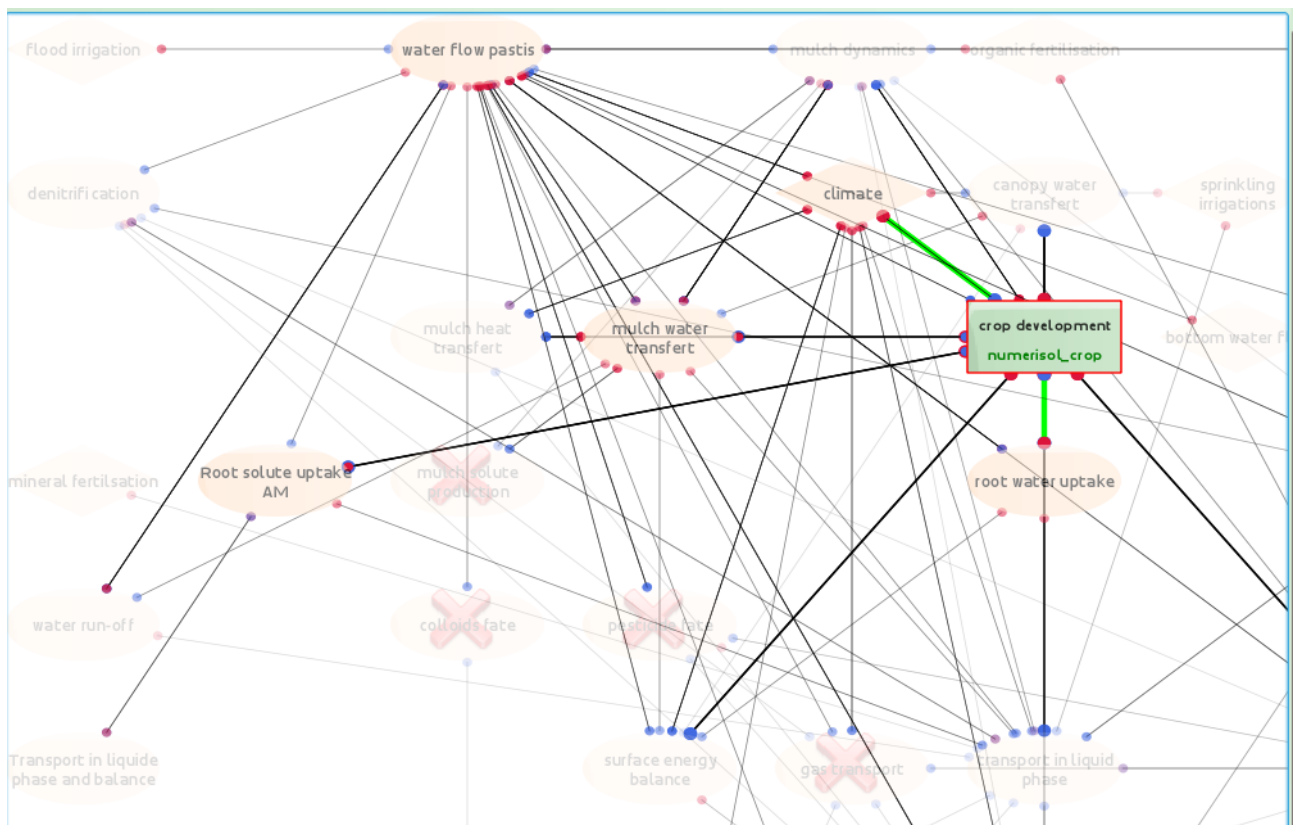 flood irrigation
water flow pastis
mulch dynamics
organic fertilisation
denitrification
climate
canopy water
transfert
sprinkling
irrigations
mulch heat
transfert
mulch water
transfert
crop development
numerisol_crop
bottom water f
mineral fertilsation
Root solute uptake
AM
mulch solute
production
root water uptake
water run-off
colloids fate
pesticide fate
Transport in liquide
phase and balance
surface energy
balance
gas transport
transport in liquid
phase